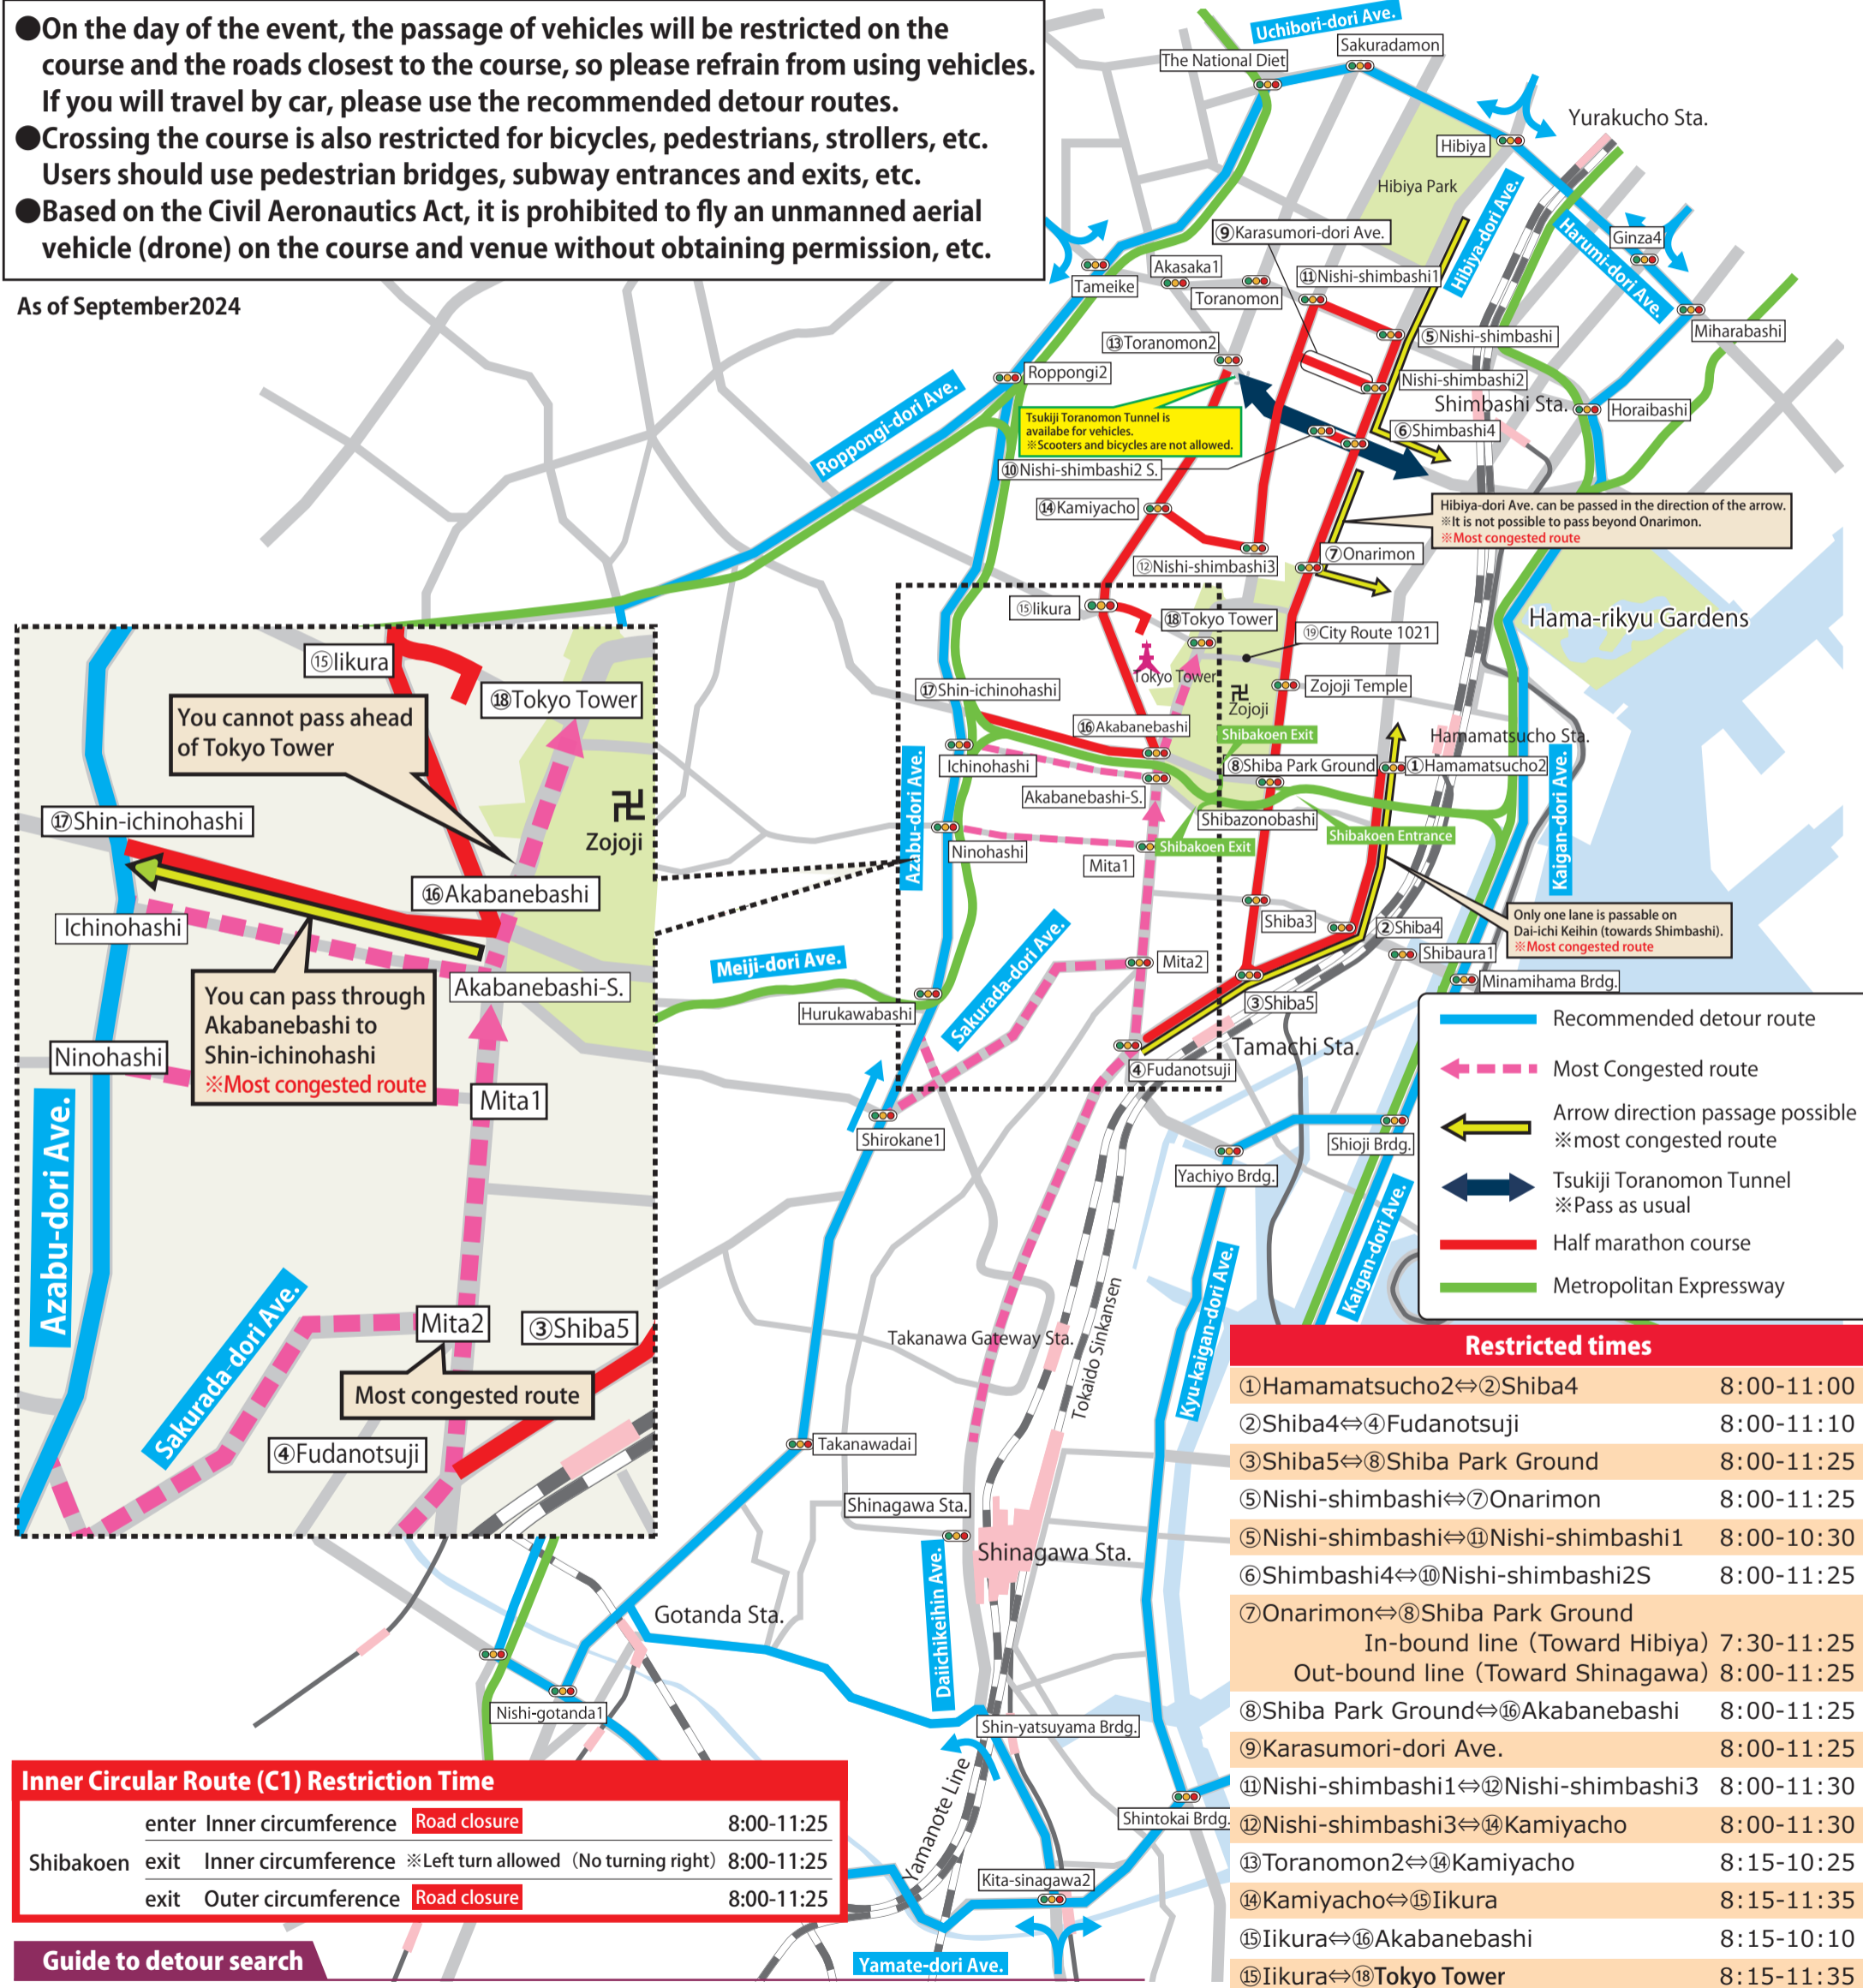 ●On the day of the event, the passage of vehicles will be restricted on the
course and the roads closest to the course, so please refrain from using vehicles.
If you will travel by car, please use the recommended detour routes.
●Crossing the course is also restricted for bicycles, pedestrians, strollers, etc.
Users should use pedestrian bridges, subway entrances and exits, etc.
●Based on the Civil Aeronautics Act, it is prohibited to fly an unmanned aerial
vehicle (drone) on the course and venue without obtaining permission, etc.
As of September2024
Uchibori-dori Ave.
The National Diet
Sakuradamon
Yurakucho Sta.
Hibiya
Hibiya Park
Hibiya-dori Ave.
Harumi-dori Ave.
Ginza4
⑨Karasumori-dori Ave.
Akasaka1
Tameike
Toranomon
⑪Nishi-shimbashi1
⑤Nishi-shimbashi
Miharabashi
⑬Toranomon2
Roppongi2
Nishi-shimbashi2
Shimbashi Sta.
Horaibashi
Roppongi-dori Ave.
Tsukiji Toranomon Tunnel is
availabe for vehicles.
※Scooters and bicycles are not allowed.
⑥Shimbashi4
⑩Nishi-shimbashi2 S.
⑭Kamiyacho
Hibiya-dori Ave. can be passed in the direction of the arrow.
※It is not possible to pass beyond Onarimon.
※Most congested route
⑦Onarimon
⑫Nishi-shimbashi3
⑮Iikura
⑱Tokyo Tower
Hama-rikyu Gardens
⑲City Route 1021
Tokyo Tower
⑰Shin-ichinohashi
Zojoji Temple
卍
Zojoji
⑯Akabanebashi
Shibakoen Exit
Hamamatsucho Sta.
Ichinohashi
⑧Shiba Park Ground
①Hamamatsucho2
Azabu-dori Ave.
Kaigan-dori Ave.
Akabanebashi-S.
Shibazonobashi
Shibakoen Entrance
Ninohashi
Shibakoen Exit
Mita1
Shiba3
②Shiba4
Only one lane is passable on
Dai-ichi Keihin (towards Shimbashi).
※Most congested route
Shibaura1
Meiji-dori Ave.
Sakurada-dori Ave.
Mita2
Minamihama Brdg.
Hurukawabashi
③Shiba5
Tamachi Sta.
④Fudanotsuji
Shirokane1
Shioji Brdg.
Yachiyo Brdg.
Kaigan-dori Ave.
Kyu-kaigan-dori Ave.
Takanawa Gateway Sta.
Tokaido Sinkansen
Takanawadai
Shinagawa Sta.
Shinagawa Sta.
Daiichikeihin Ave.
Gotanda Sta.
Nishi-gotanda1
Shin-yatsuyama Brdg.
Yamanote Line
Shintokai Brdg.
Kita-sinagawa2
Yamate-dori Ave.
⑮Iikura
⑱Tokyo Tower
You cannot pass ahead
of Tokyo Tower
⑰Shin-ichinohashi
卍
Zojoji
⑯Akabanebashi
Ichinohashi
Akabanebashi-S.
You can pass through
Akabanebashi to
Shin-ichinohashi
※Most congested route
Ninohashi
Mita1
Azabu-dori Ave.
Sakurada-dori Ave.
Mita2
③Shiba5
Most congested route
④Fudanotsuji
Recommended detour route
Most Congested route
Arrow direction passage possible
※most congested route
Tsukiji Toranomon Tunnel
※Pass as usual
Half marathon course
Metropolitan Expressway
Restricted times
①Hamamatsucho2⇔②Shiba4 8:00-11:00
②Shiba4⇔④Fudanotsuji 8:00-11:10
③Shiba5⇔⑧Shiba Park Ground 8:00-11:25
⑤Nishi-shimbashi⇔⑦Onarimon 8:00-11:25
⑤Nishi-shimbashi⇔⑪Nishi-shimbashi1 8:00-10:30
⑥Shimbashi4⇔⑩Nishi-shimbashi2S 8:00-11:25
⑦Onarimon⇔⑧Shiba Park Ground
In-bound line (Toward Hibiya) 7:30-11:25
Out-bound line (Toward Shinagawa) 8:00-11:25
⑧Shiba Park Ground⇔⑯Akabanebashi 8:00-11:25
⑨Karasumori-dori Ave. 8:00-11:25
⑪Nishi-shimbashi1⇔⑫Nishi-shimbashi3 8:00-11:30
⑫Nishi-shimbashi3⇔⑭Kamiyacho 8:00-11:30
⑬Toranomon2⇔⑭Kamiyacho 8:15-10:25
⑭Kamiyacho⇔⑮Iikura 8:15-11:35
⑮Iikura⇔⑯Akabanebashi 8:15-10:10
⑮Iikura⇔⑱Tokyo Tower 8:15-11:35
Inner Circular Route (C1) Restriction Time
Shibakoen
enter Inner circumference Road closure 8:00-11:25
exit Inner circumference ※Left turn allowed (No turning right) 8:00-11:25
exit Outer circumference Road closure 8:00-11:25
Guide to detour search